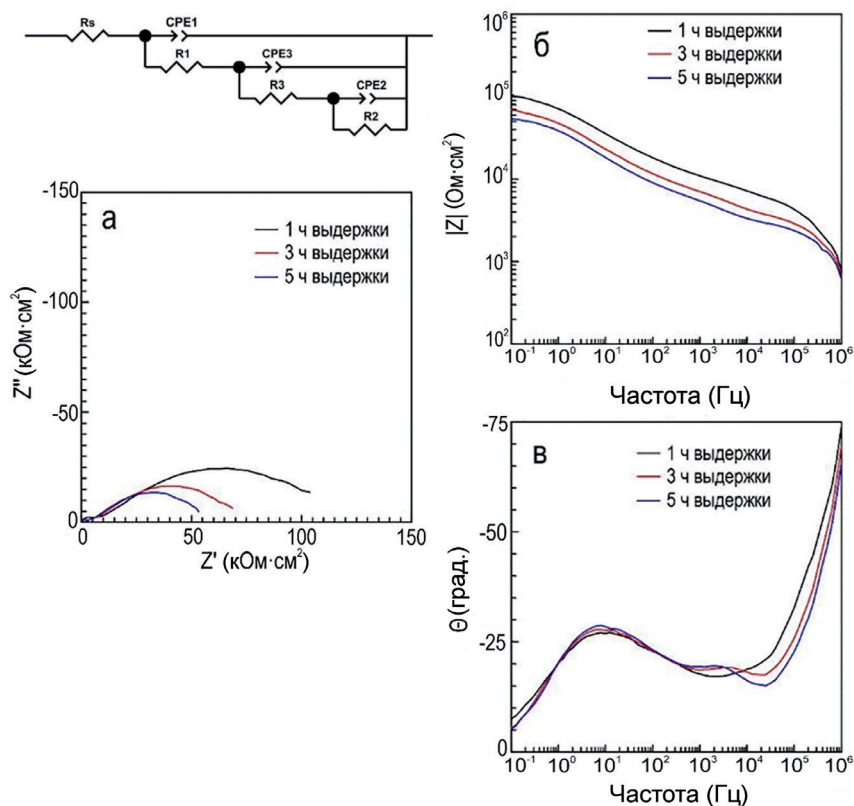 Rs
CPE1
R1
CPE3
R3
CPE2
R2
а
1 ч выдержки
3 ч выдержки
5 ч выдержки
-150
-100
-50
0
0
50
100
150
Z'' (кОм·см²)
Z' (кОм·см²)
б
1 ч выдержки
3 ч выдержки
5 ч выдержки
10⁶
10⁵
10⁴
10³
10²
|Z| (Ом·см²)
10⁻¹ 10⁰ 10¹ 10² 10³ 10⁴ 10⁵ 10⁶
Частота (Гц)
в
1 ч выдержки
3 ч выдержки
5 ч выдержки
-75
-50
-25
0
Θ (град.)
10⁻¹ 10⁰ 10¹ 10² 10³ 10⁴ 10⁵ 10⁶
Частота (Гц)